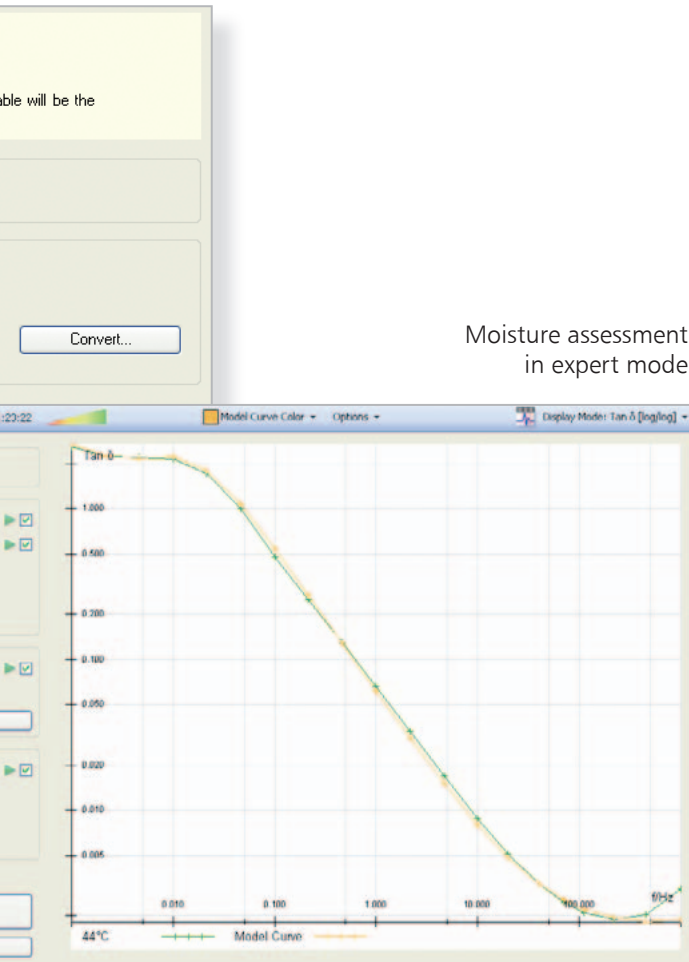 able will be the
Convert...
Moisture assessment
in expert mode
:23:22
Model Curve Color
Options
Display Mode: Tan δ [log/log]
Tan δ
1.000
0.500
0.200
0.100
0.050
0.020
0.010
0.005
0.010
0.100
1.000
10.000
100.000
f/Hz
44°C
Model Curve